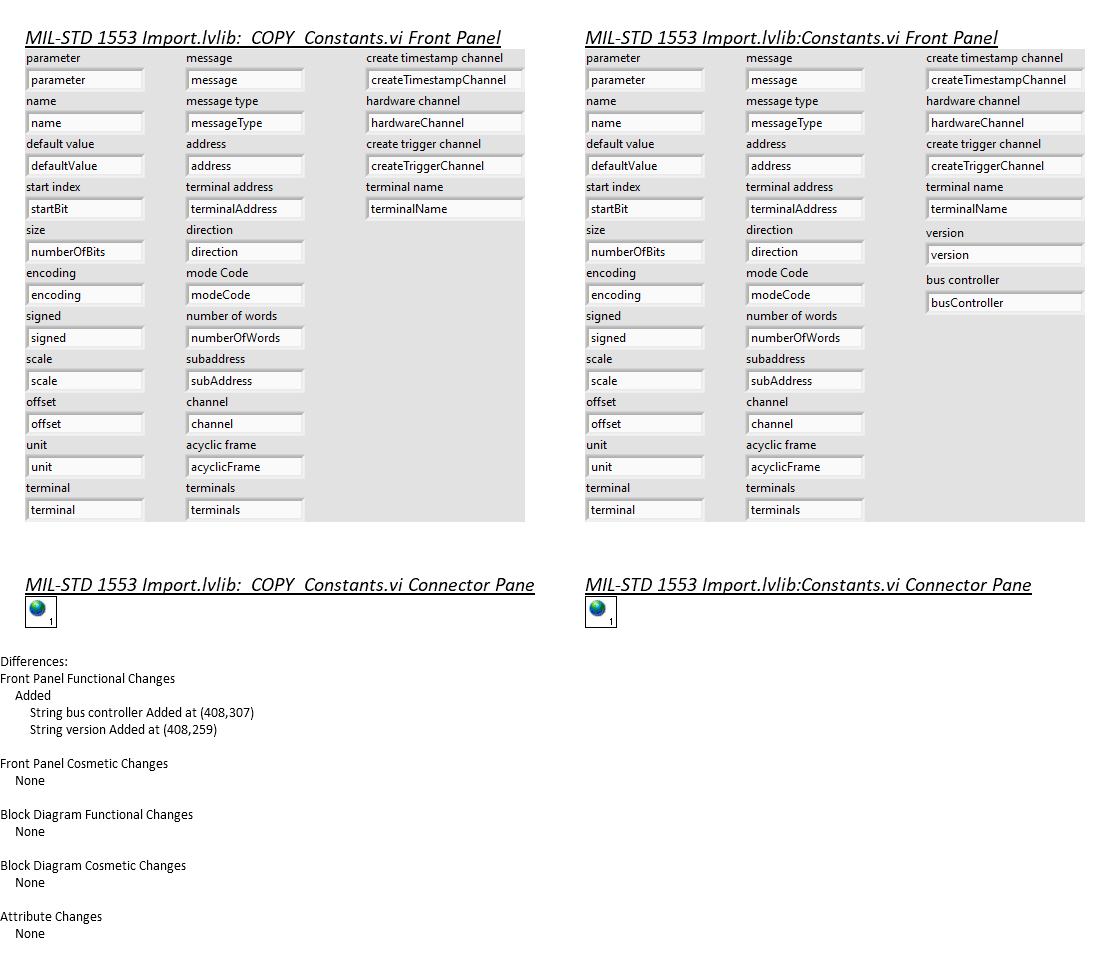 MIL-STD 1553 Import.lvlib:_COPY_Constants.vi Front Panel
parameter
parameter
name
name
default value
defaultValue
start index
startBit
size
numberOfBits
encoding
encoding
signed
signed
scale
scale
offset
offset
unit
unit
terminal
terminal
message
message
message type
messageType
address
address
terminal address
terminalAddress
direction
direction
mode Code
modeCode
number of words
numberOfWords
subaddress
subAddress
channel
channel
acyclic frame
acyclicFrame
terminals
terminals
create timestamp channel
createTimestampChannel
hardware channel
hardwareChannel
create trigger channel
createTriggerChannel
terminal name
terminalName
MIL-STD 1553 Import.lvlib:Constants.vi Front Panel
parameter
parameter
name
name
default value
defaultValue
start index
startBit
size
numberOfBits
encoding
encoding
signed
signed
scale
scale
offset
offset
unit
unit
terminal
terminal
message
message
message type
messageType
address
address
terminal address
terminalAddress
direction
direction
mode Code
modeCode
number of words
numberOfWords
subaddress
subAddress
channel
channel
acyclic frame
acyclicFrame
terminals
terminals
create timestamp channel
createTimestampChannel
hardware channel
hardwareChannel
create trigger channel
createTriggerChannel
terminal name
terminalName
version
version
bus controller
busController
MIL-STD 1553 Import.lvlib:_COPY_Constants.vi Connector Pane
1
MIL-STD 1553 Import.lvlib:Constants.vi Connector Pane
1
Differences:
Front Panel Functional Changes
Added
String bus controller Added at (408,307)
String version Added at (408,259)
Front Panel Cosmetic Changes
None
Block Diagram Functional Changes
None
Block Diagram Cosmetic Changes
None
Attribute Changes
None